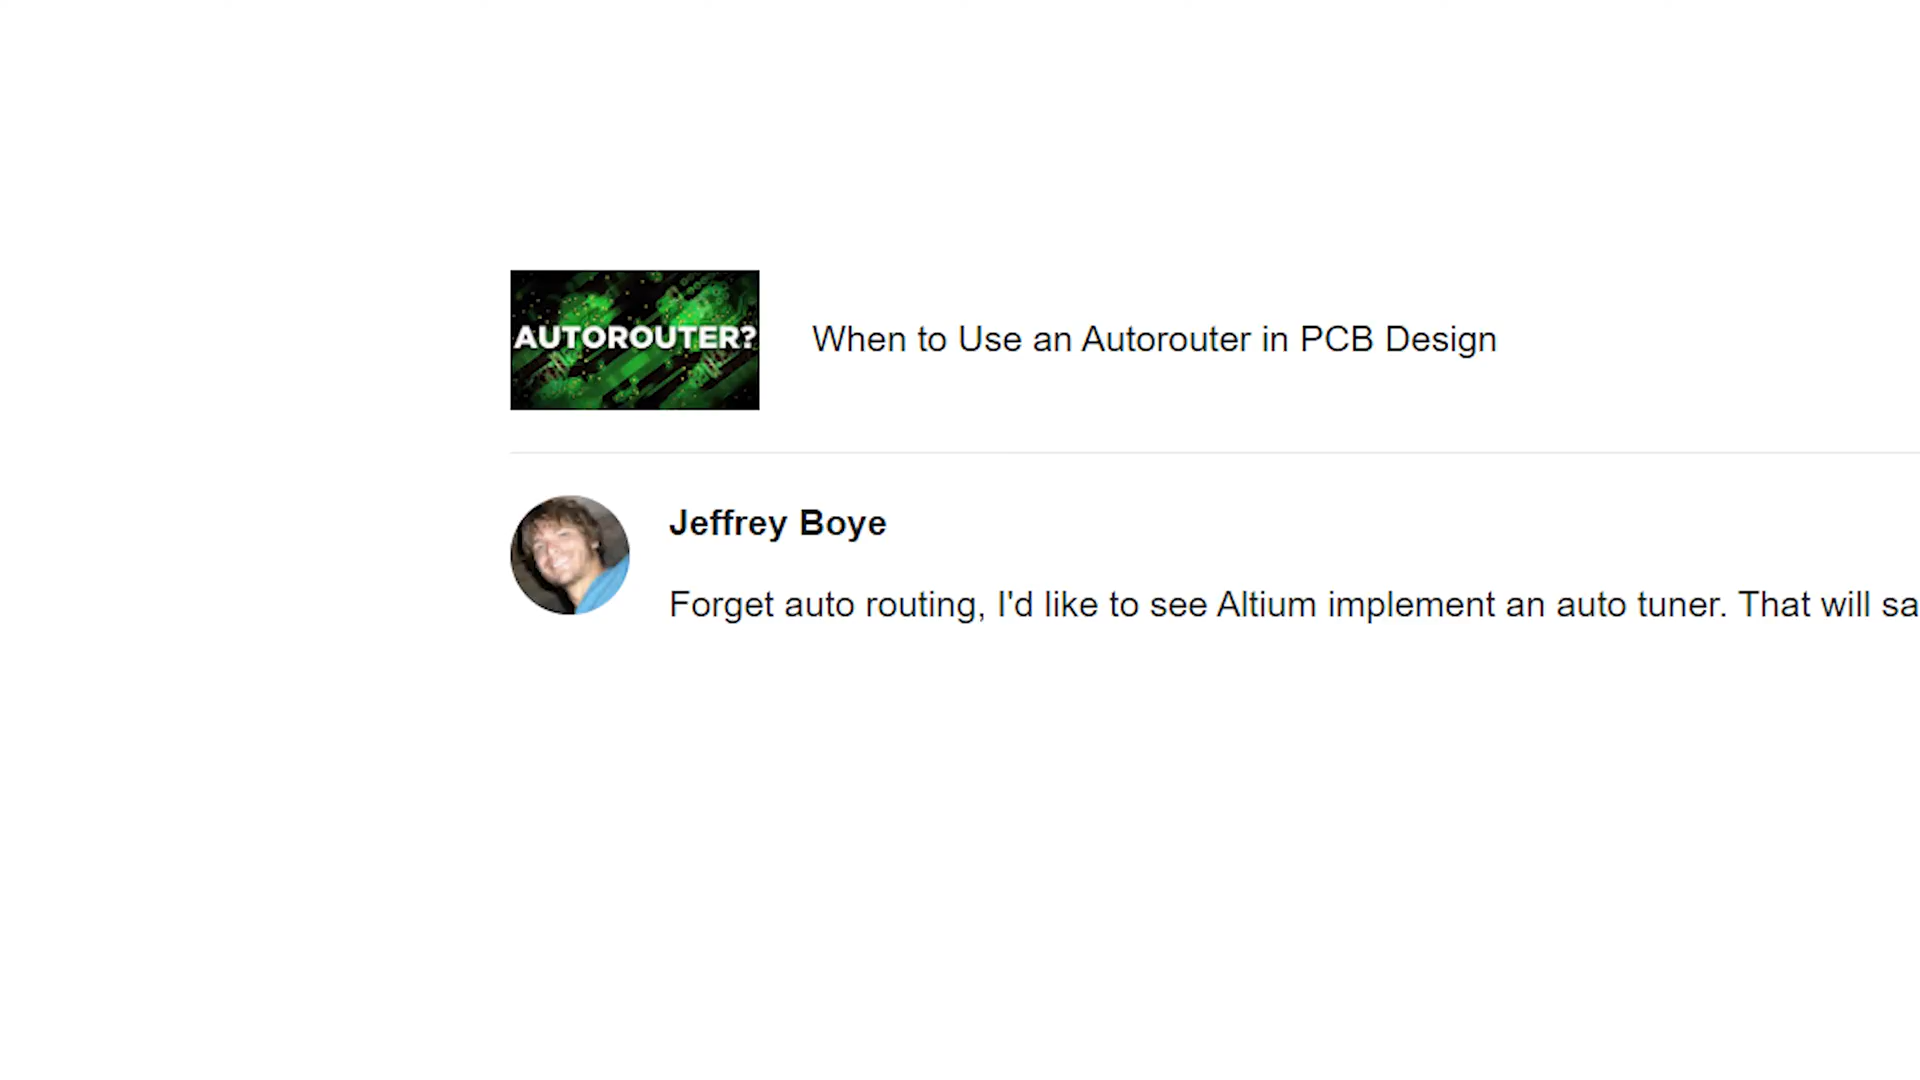 AUTOROUTER?
When to Use an Autorouter in PCB Design
Jeffrey Boye
Forget auto routing, I'd like to see Altium implement an auto tuner. That will sa